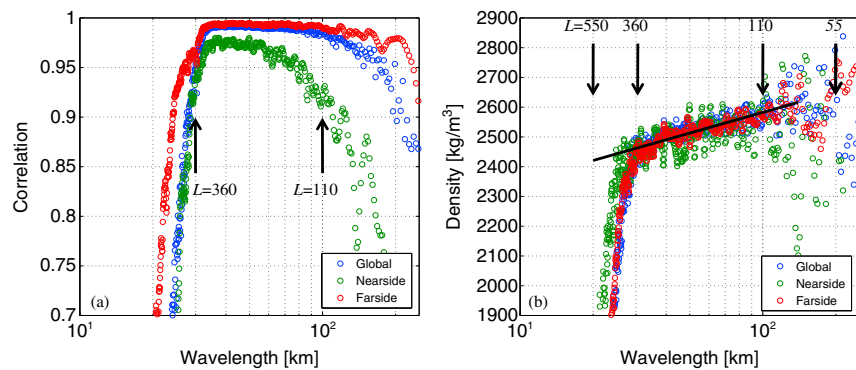 1
0.95
0.9
0.85
0.8
0.75
0.7
Correlation
L=360
L=110
(a)
Global
Nearside
Farside
10^1
10^2
Wavelength [km]
2900
2800
2700
2600
2500
2400
2300
2200
2100
2000
1900
Density [kg/m^3]
L=550
360
110
55
(b)
Global
Nearside
Farside
10^1
10^2
Wavelength [km]